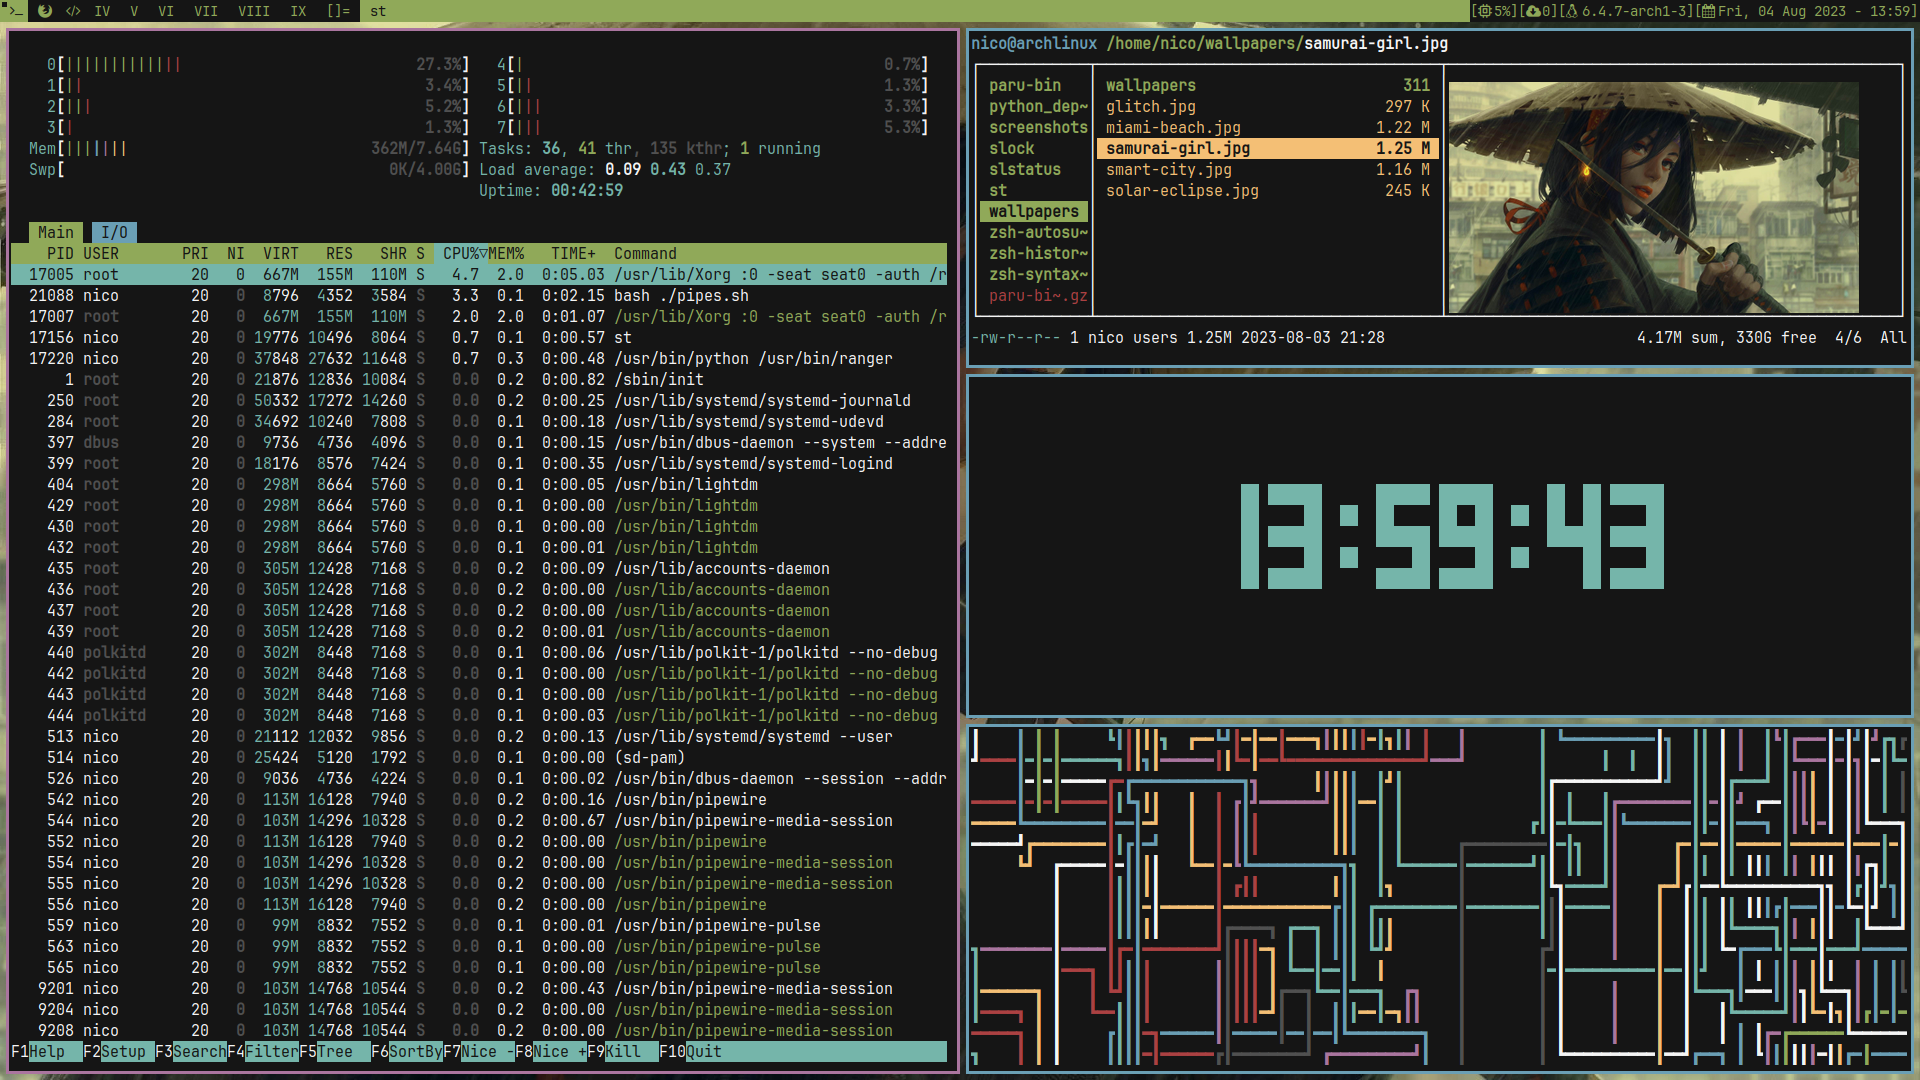 IV V VI VII VIII IX []= st [5%][0][6.4.7-arch1-3][Fri, 04 Aug 2023 - 13:59]
0[|||||||||||||27.3%] 4[|0.7%]
1[||3.4%] 5[||1.3%]
2[|||5.2%] 6[|||3.3%]
3[|1.3%] 7[|||5.3%]
Mem[|||||||362M/7.64G] Tasks: 36, 41 thr, 135 kthr; 1 running
Swp[0K/4.00G] Load average: 0.09 0.43 0.37
Uptime: 00:42:59
Main I/O
PID USER PRI NI VIRT RES SHR S CPU%▽MEM% TIME+ Command
17005 root 20 0 667M 155M 110M S 4.7 2.0 0:05.03 /usr/lib/Xorg :0 -seat seat0 -auth /r
21088 nico 20 0 8796 4352 3584 S 3.3 0.1 0:02.15 bash ./pipes.sh
17007 root 20 0 667M 155M 110M S 2.0 2.0 0:01.07 /usr/lib/Xorg :0 -seat seat0 -auth /r
17156 nico 20 0 19776 10496 8064 S 0.7 0.1 0:00.57 st
17220 nico 20 0 37848 27632 11648 S 0.7 0.3 0:00.48 /usr/bin/python /usr/bin/ranger
1 root 20 0 21876 12836 10084 S 0.0 0.2 0:00.82 /sbin/init
250 root 20 0 50332 17272 14260 S 0.0 0.2 0:00.25 /usr/lib/systemd/systemd-journald
284 root 20 0 34692 10240 7808 S 0.0 0.1 0:00.18 /usr/lib/systemd/systemd-udevd
397 dbus 20 0 9736 4736 4096 S 0.0 0.1 0:00.15 /usr/bin/dbus-daemon --system --addre
399 root 20 0 18176 8576 7424 S 0.0 0.1 0:00.35 /usr/lib/systemd/systemd-logind
404 root 20 0 298M 8664 5760 S 0.0 0.1 0:00.05 /usr/bin/lightdm
429 root 20 0 298M 8664 5760 S 0.0 0.1 0:00.00 /usr/bin/lightdm
430 root 20 0 298M 8664 5760 S 0.0 0.1 0:00.00 /usr/bin/lightdm
432 root 20 0 298M 8664 5760 S 0.0 0.1 0:00.01 /usr/bin/lightdm
435 root 20 0 305M 12428 7168 S 0.0 0.2 0:00.09 /usr/lib/accounts-daemon
436 root 20 0 305M 12428 7168 S 0.0 0.2 0:00.00 /usr/lib/accounts-daemon
437 root 20 0 305M 12428 7168 S 0.0 0.2 0:00.00 /usr/lib/accounts-daemon
439 root 20 0 305M 12428 7168 S 0.0 0.2 0:00.01 /usr/lib/accounts-daemon
440 polkitd 20 0 302M 8448 7168 S 0.0 0.1 0:00.06 /usr/lib/polkit-1/polkitd --no-debug
442 polkitd 20 0 302M 8448 7168 S 0.0 0.1 0:00.00 /usr/lib/polkit-1/polkitd --no-debug
443 polkitd 20 0 302M 8448 7168 S 0.0 0.1 0:00.00 /usr/lib/polkit-1/polkitd --no-debug
444 polkitd 20 0 302M 8448 7168 S 0.0 0.1 0:00.03 /usr/lib/polkit-1/polkitd --no-debug
513 nico 20 0 21112 12032 9856 S 0.0 0.2 0:00.13 /usr/lib/systemd/systemd --user
514 nico 20 0 25424 5120 1792 S 0.0 0.1 0:00.00 (sd-pam)
526 nico 20 0 9036 4736 4224 S 0.0 0.1 0:00.02 /usr/bin/dbus-daemon --session --addr
542 nico 20 0 113M 16128 7940 S 0.0 0.2 0:00.16 /usr/bin/pipewire
544 nico 20 0 103M 14296 10328 S 0.0 0.2 0:00.67 /usr/bin/pipewire-media-session
552 nico 20 0 113M 16128 7940 S 0.0 0.2 0:00.00 /usr/bin/pipewire
554 nico 20 0 103M 14296 10328 S 0.0 0.2 0:00.00 /usr/bin/pipewire-media-session
555 nico 20 0 103M 14296 10328 S 0.0 0.2 0:00.00 /usr/bin/pipewire-media-session
556 nico 20 0 113M 16128 7940 S 0.0 0.2 0:00.00 /usr/bin/pipewire
559 nico 20 0 99M 8832 7552 S 0.0 0.1 0:00.01 /usr/bin/pipewire-pulse
563 nico 20 0 99M 8832 7552 S 0.0 0.1 0:00.00 /usr/bin/pipewire-pulse
565 nico 20 0 99M 8832 7552 S 0.0 0.1 0:00.00 /usr/bin/pipewire-pulse
9201 nico 20 0 103M 14768 10544 S 0.0 0.2 0:00.43 /usr/bin/pipewire-media-session
9204 nico 20 0 103M 14768 10544 S 0.0 0.2 0:00.00 /usr/bin/pipewire-media-session
9208 nico 20 0 103M 14768 10544 S 0.0 0.2 0:00.00 /usr/bin/pipewire-media-session
F1Help F2Setup F3SearchF4FilterF5Tree F6SortByF7Nice -F8Nice +F9Kill F10Quit
nico@archlinux /home/nico/wallpapers/samurai-girl.jpg
paru-bin wallpapers 311
python_dep~ glitch.jpg 297 K
screenshots miami-beach.jpg 1.22 M
slock samurai-girl.jpg 1.25 M
slstatus smart-city.jpg 1.16 M
st solar-eclipse.jpg 245 K
wallpapers
zsh-autosu~
zsh-histor~
zsh-syntax~
paru-bi~.gz
-rw-r--r-- 1 nico users 1.25M 2023-08-03 21:28 4.17M sum, 330G free 4/6 All
13:59:43